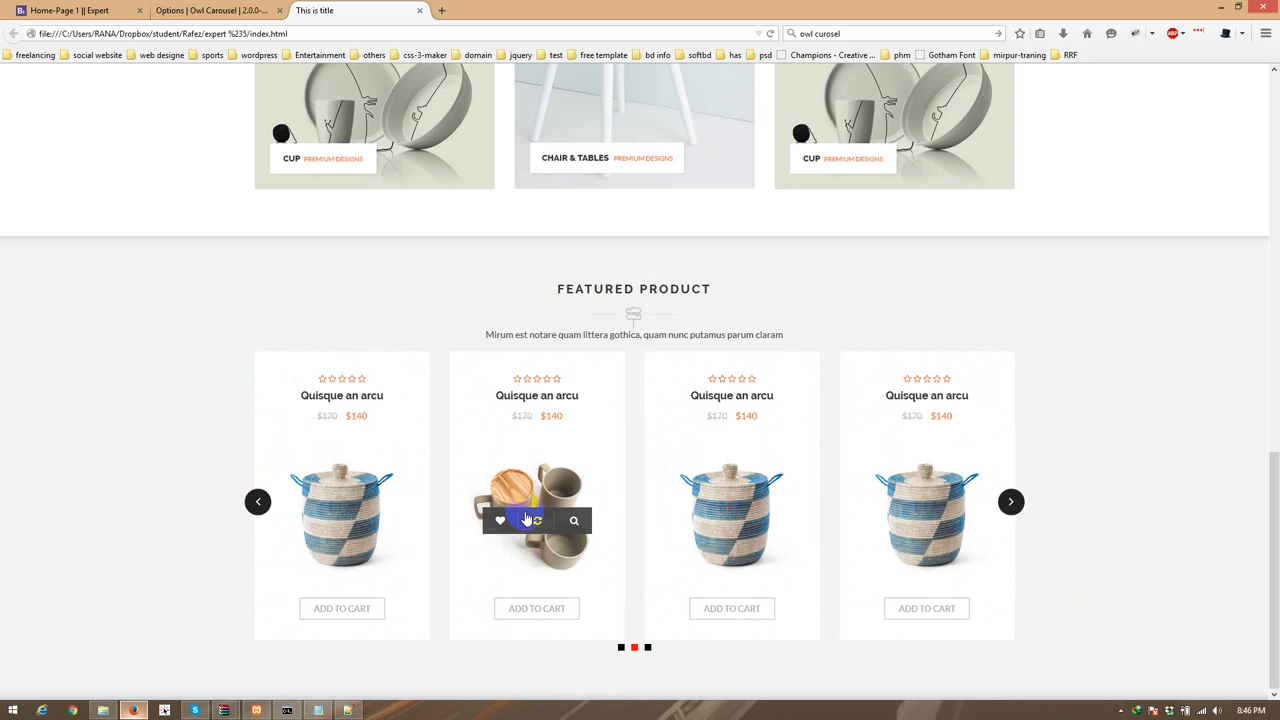 Home-Page 1 || Expert
Options | Owl Carousel | 2.0.0-...
This is title
file:///C:/Users/RANA/Dropbox/student/Rafez/expert %235/index.html
owl curosel
freelancing
social website
web designe
sports
wordpress
Entertainment
others
css-3-maker
domain
jquery
test
free template
bd info
softbd
has
psd
Champions - Creative ...
phm
Gotham Font
mirpur-traning
RRF
CUP PREMIUM DESIGNS
CHAIR & TABLES PREMIUM DESIGNS
CUP PREMIUM DESIGNS
FEATURED PRODUCT
Mirum est notare quam littera gothica, quam nunc putamus parum claram
Quisque an arcu
$170 $140
ADD TO CART
Quisque an arcu
$170 $140
ADD TO CART
Quisque an arcu
$170 $140
ADD TO CART
Quisque an arcu
$170 $140
ADD TO CART
8:46 PM